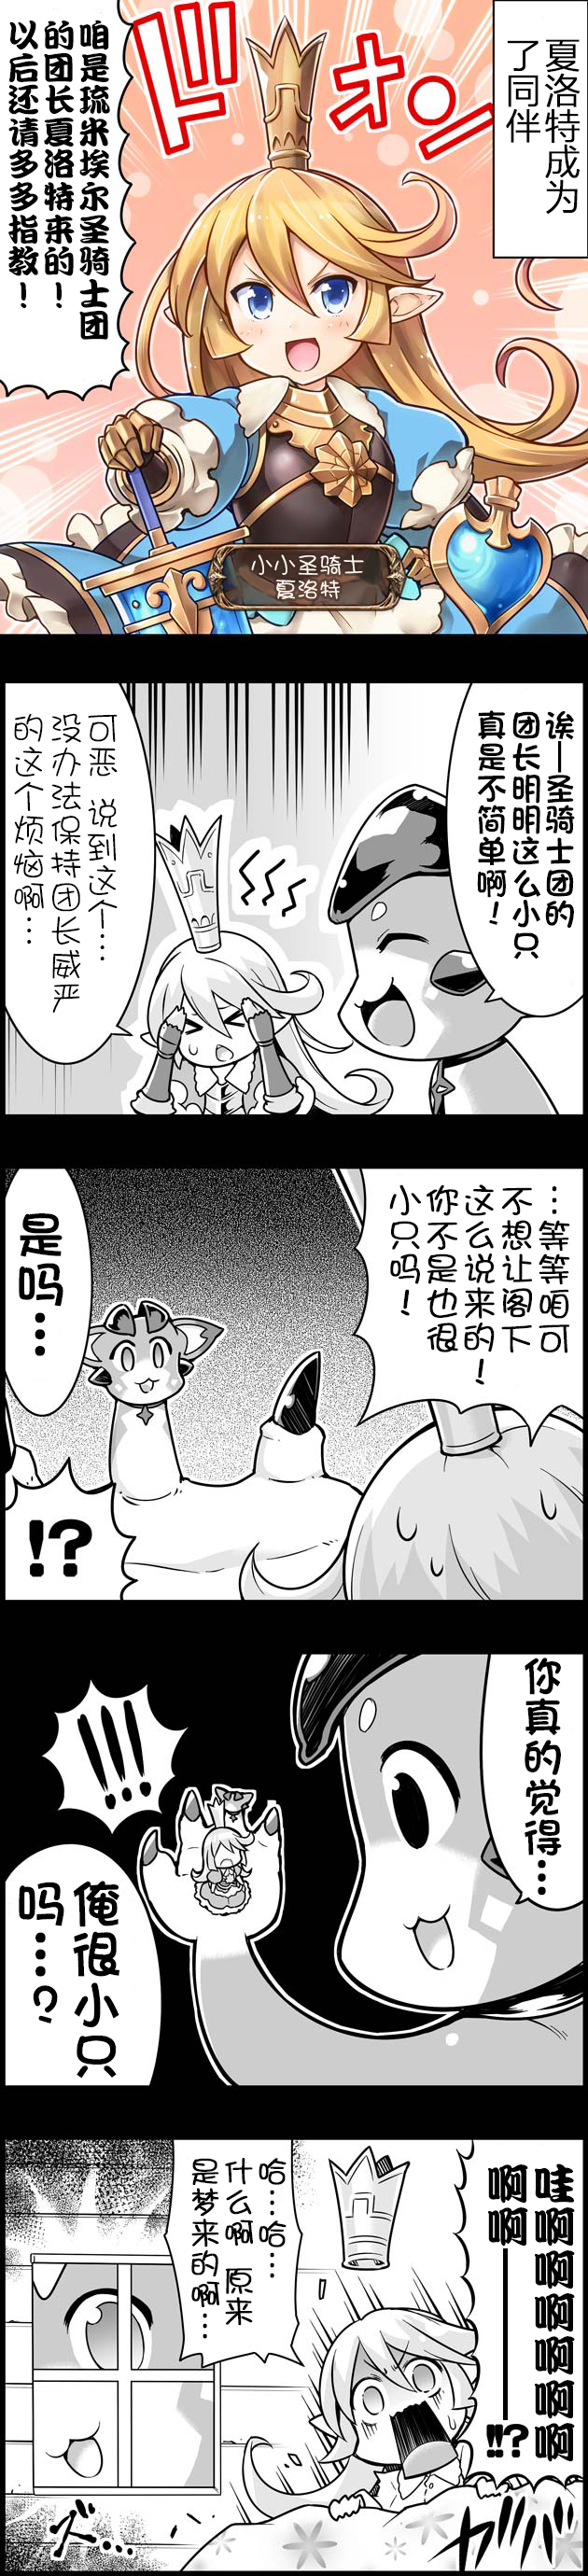 夏洛特成为
了同伴
ドォン
咱是琉米埃尔圣骑士团
的团长夏洛特来的！
以后还请多多指教！
小小圣骑士
夏洛特
诶—圣骑士团的
团长明明这么小只
真是不简单啊！
可恶 说到这个…
没办法保持团长威严
的这个烦恼啊…
…等等咱可
不想让阁下
这么说来的！
你不是也很
小只吗！
是吗…
!?
你真的觉得…
!!!…
俺很小只
吗…?
哇啊啊啊啊啊啊
啊啊——!!?
哈…哈…
什么啊 原来
是梦来的啊…
ガバ
ズ…